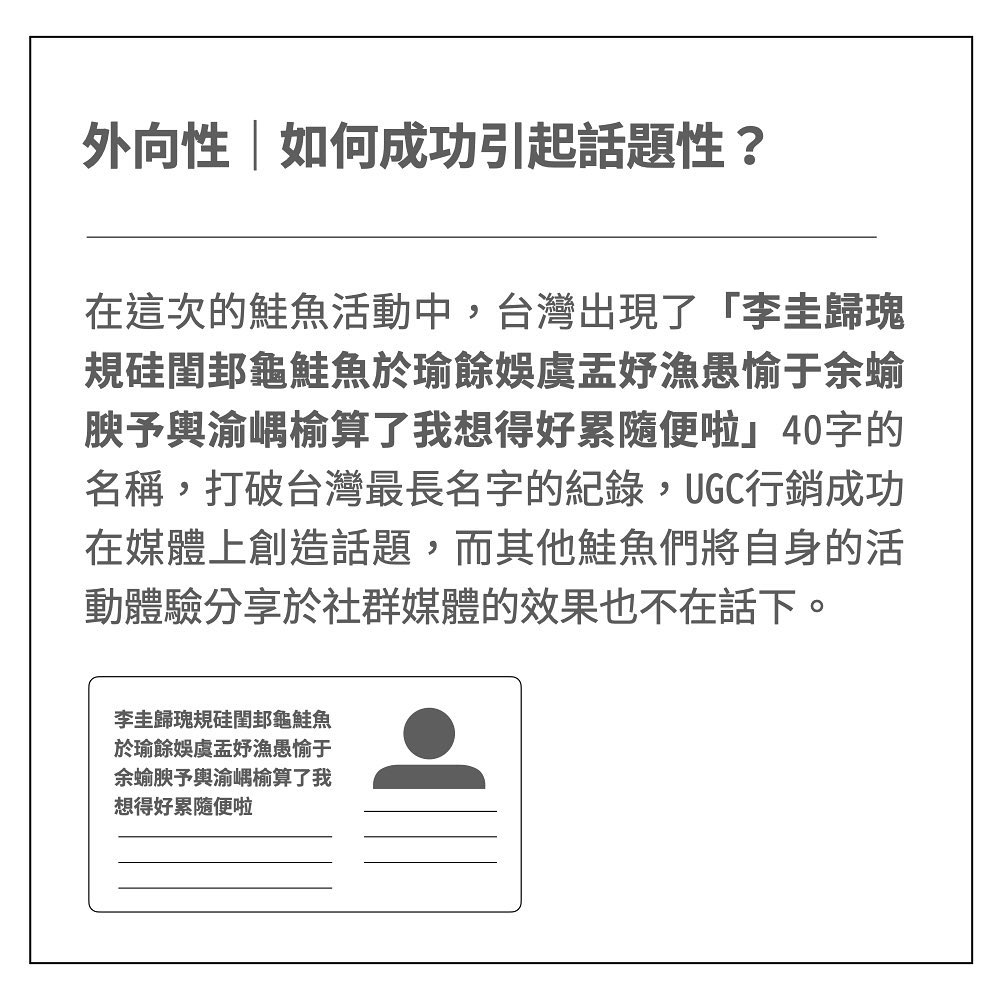 外向性｜如何成功引起話題性？
在這次的鮭魚活動中，台灣出現了「李圭歸瑰
規硅閨邽龜鮭魚於瑜餘娛虞盂妤漁愚愉于余蝓
腴予輿渝嵎榆算了我想得好累隨便啦」40字的
名稱，打破台灣最長名字的紀錄，UGC行銷成功
在媒體上創造話題，而其他鮭魚們將自身的活
動體驗分享於社群媒體的效果也不在話下。
李圭歸瑰規硅閨邽龜鮭魚
於瑜餘娛虞盂妤漁愚愉于
余蝓腴予輿渝嵎榆算了我
想得好累隨便啦